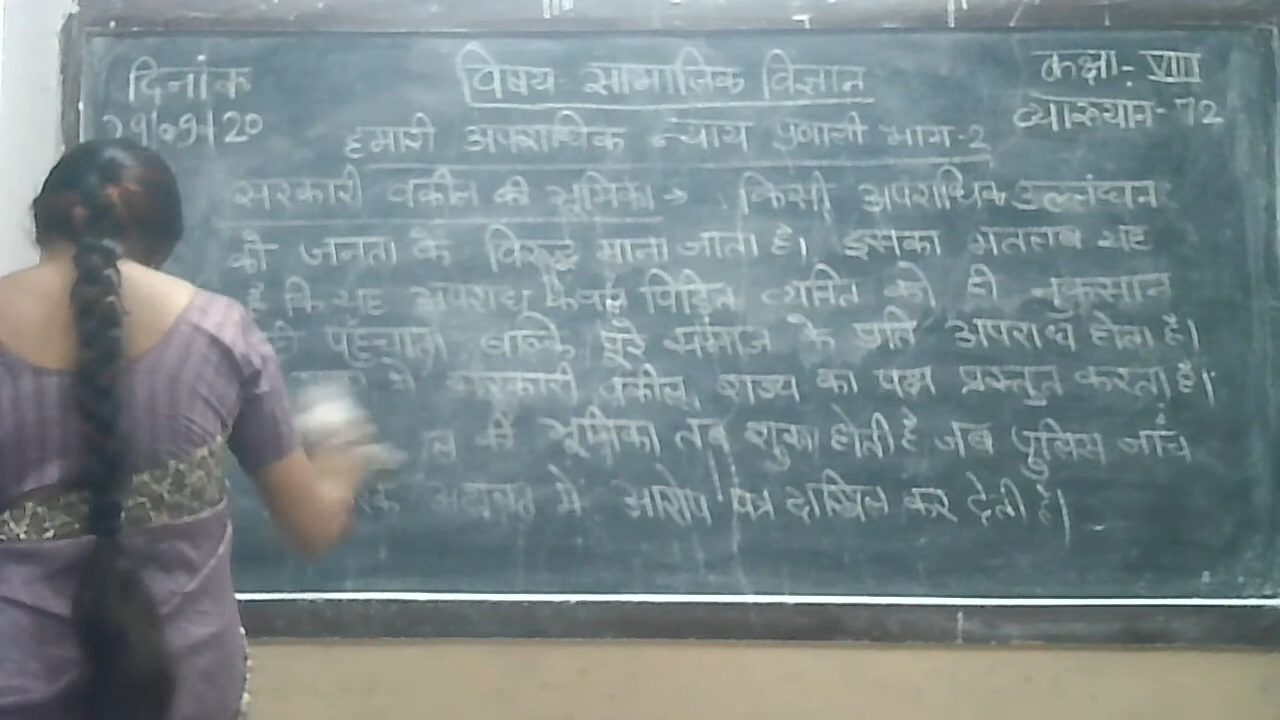 दिनांक विषय- सामाजिक विज्ञान कक्षा- VIII
29/09/20 व्याख्यान- 72
हमारी अपराधिक न्याय प्रणाली भाग-2
सरकारी वकील की भूमिका → किसी अपराधिक उल्लंघन
को जनता के विरुद्ध माना जाता है। इसका मतलब यह
है कि यह अपराध केवल पिड़ित व्यक्ति को ही नुकसान
पहुँचाता बल्कि पूरे समाज के प्रति अपराध होता है।
में सरकारी वकील, राज्य का पक्ष प्रस्तुत करता है।
की भूमिका तब शुरू होती है जब पुलिस जाँच
अदालत में आरोप पत्र दाखिल कर देती है।